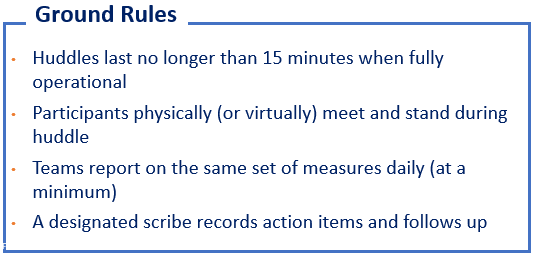 Ground Rules
• Huddles last no longer than 15 minutes when fully
operational
• Participants physically (or virtually) meet and stand during
huddle
• Teams report on the same set of measures daily (at a
minimum)
• A designated scribe records action items and follows up